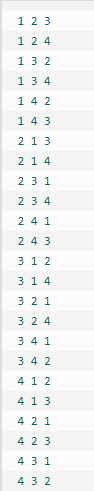 1 2 3
1 2 4
1 3 2
1 3 4
1 4 2
1 4 3
2 1 3
2 1 4
2 3 1
2 3 4
2 4 1
2 4 3
3 1 2
3 1 4
3 2 1
3 2 4
3 4 1
3 4 2
4 1 2
4 1 3
4 2 1
4 2 3
4 3 1
4 3 2